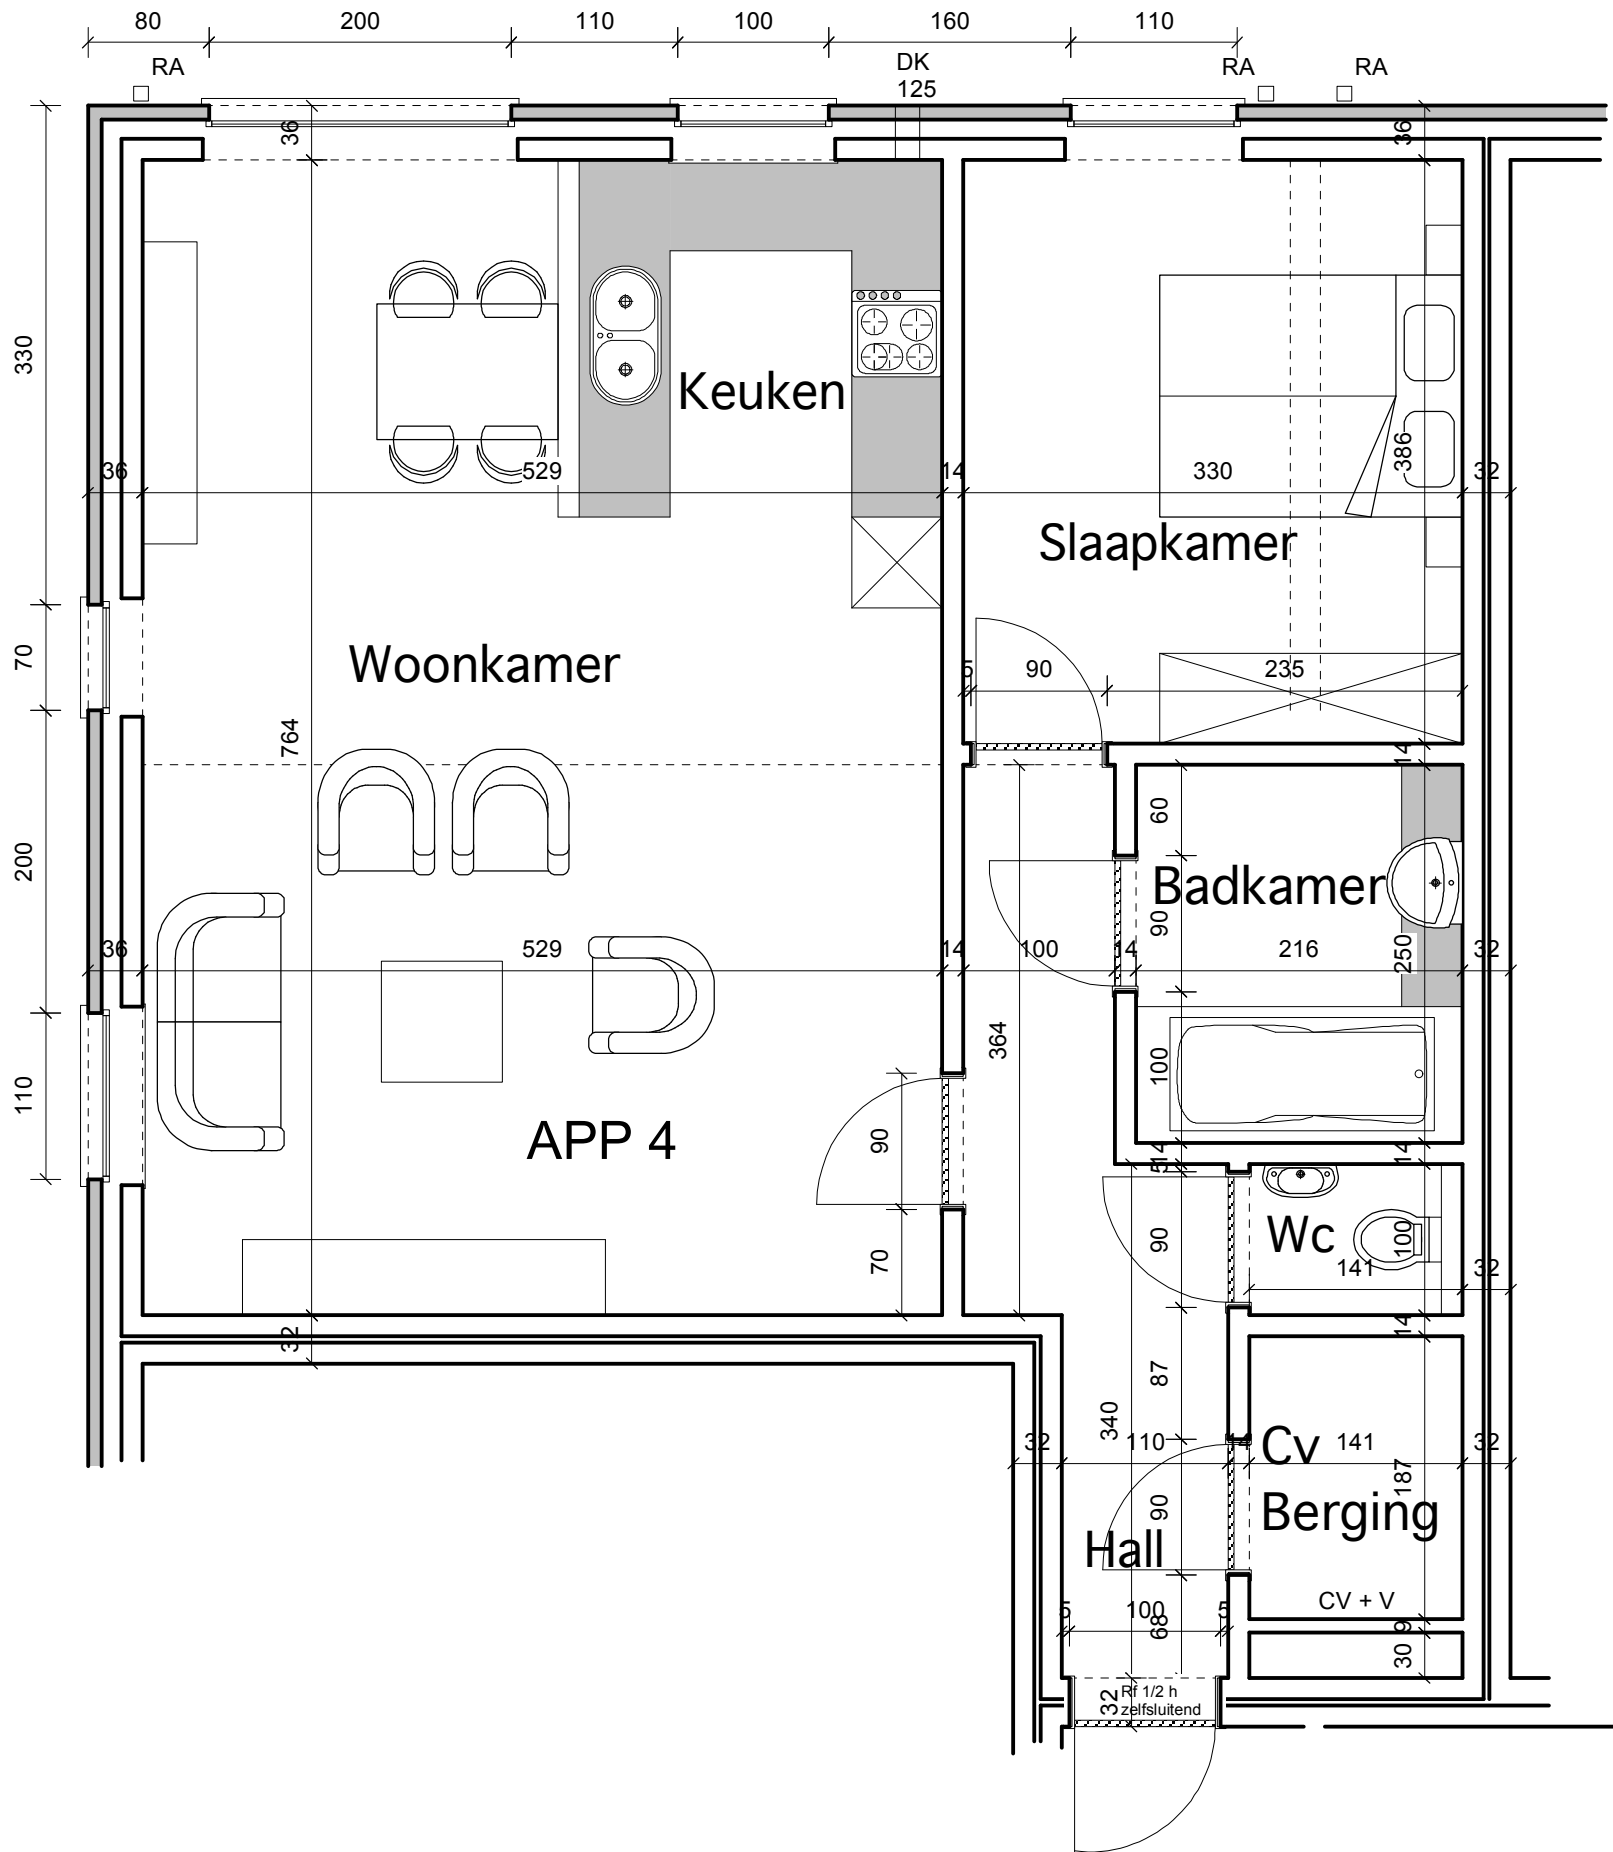 80 200 110 100 160 110
RA DK RA RA
125
36 36
330
Keuken
386
36 529 14 330 32
Slaapkamer
70
Woonkamer
5 90 235
764
14
60
200
Badkamer
90
36 529 14 100 14 216 250 32
364
100
110
APP 4
90
14 14
5
Wc
90 100
70
141 32
32
14
87
340
Cv
32 110 14 141 32
187
Berging
90
Hall
CV + V
5 100 5
68
9
30
32
Rf 1/2 h
zelfsluitend